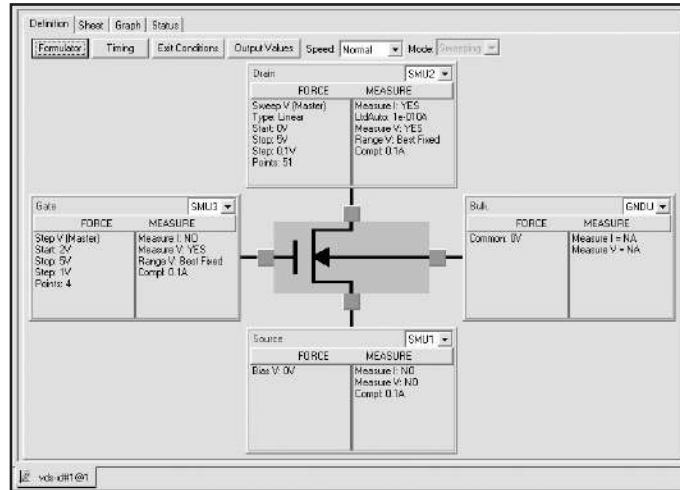 Definition Sheet Graph Status
Formulator Timing Exit Conditions Output Values Speed: Normal Mode: Sweeping
Drain SMU2
FORCE MEASURE
Sweep V (Master) Measure I: YES
Type: Linear LtdAuto: 1e-010A
Start: 0V Measure V: YES
Stop: 5V Range V: Best Fixed
Step: 0.1V Compl: 0.1A
Points: 51
Gate SMU3
FORCE MEASURE
Step V (Master) Measure I: NO
Start: 2V Measure V: YES
Stop: 5V Range V: Best Fixed
Step: 1V Compl: 0.1A
Points: 4
Bulk GNDU
FORCE MEASURE
Common: 0V Measure I = NA
Measure V = NA
Source SMU1
FORCE MEASURE
Bias V: 0V Measure I: NO
Measure V: NO
Compl: 0.1A
vds-id#1@1